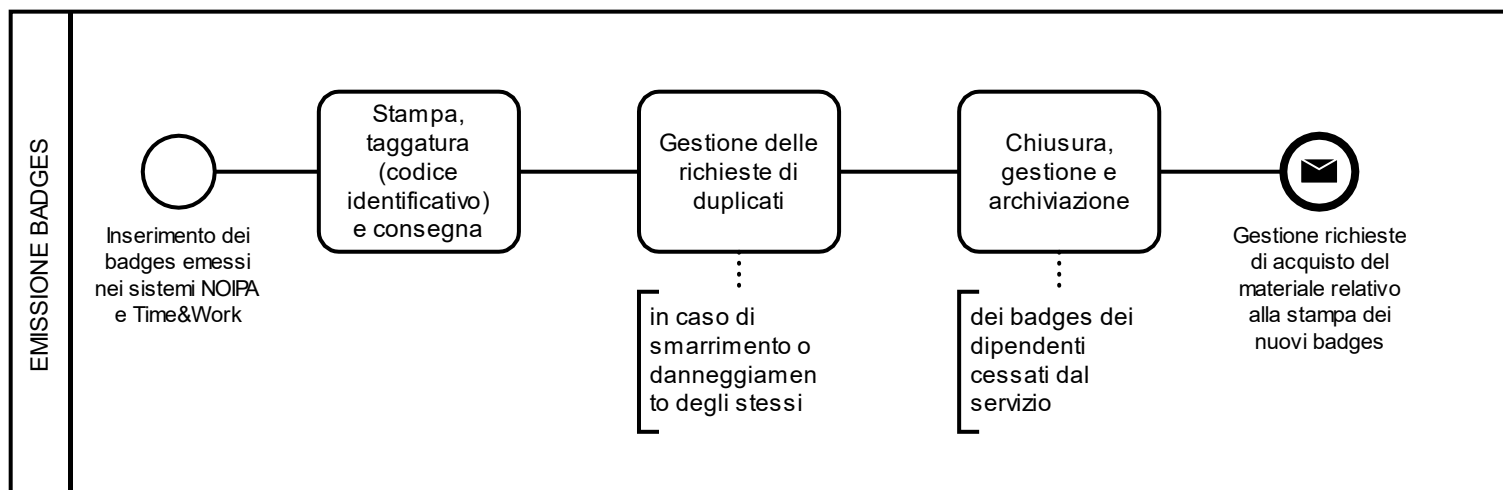 EMISSIONE BADGES
Inserimento dei
badges emessi
nei sistemi NOIPA
e Time&Work
Stampa,
taggatura
(codice
identificativo)
e consegna
Gestione delle
richieste di
duplicati
in caso di
smarrimento o
danneggiamen
to degli stessi
Chiusura,
gestione e
archiviazione
dei badges dei
dipendenti
cessati dal
servizio
Gestione richieste
di acquisto del
materiale relativo
alla stampa dei
nuovi badges